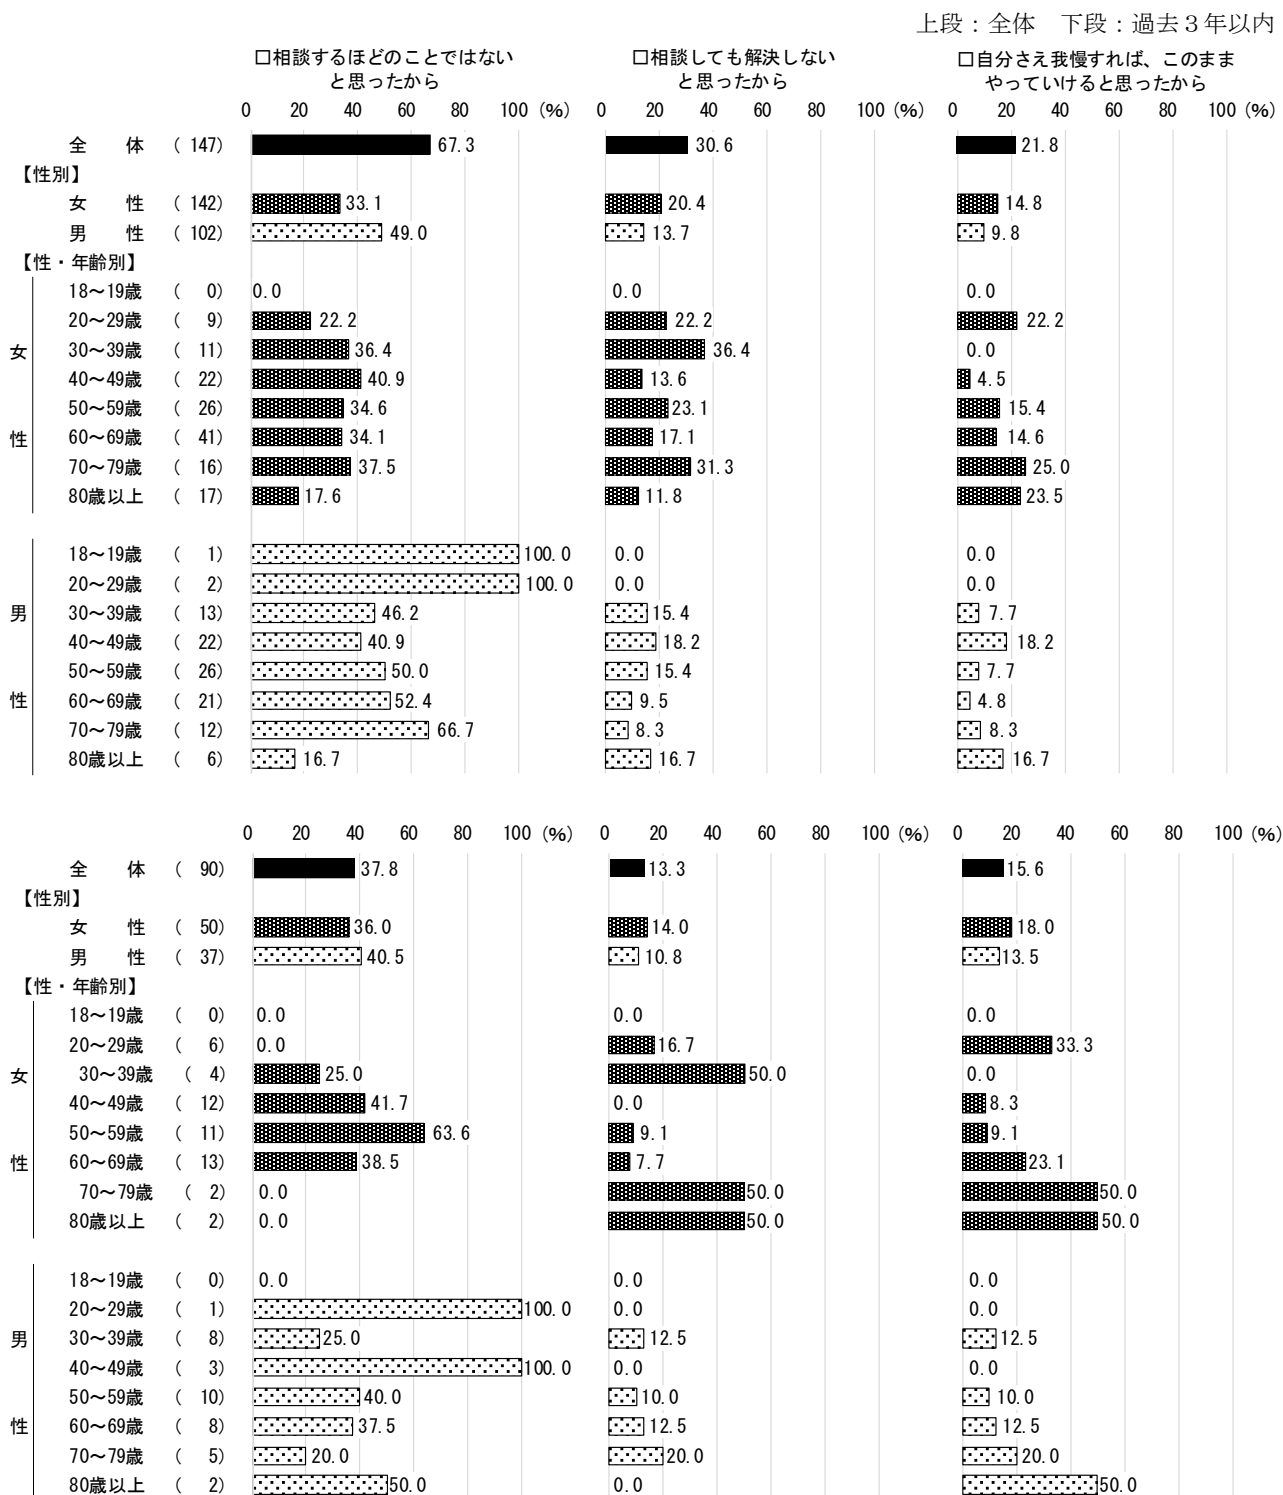 上段：全体　下段：過去３年以内
□相談するほどのことではない
と思ったから
□相談しても解決しない
と思ったから
□自分さえ我慢すれば、このまま
やっていけると思ったから
0 20 40 60 80 100 (%) 0 20 40 60 80 100 (%) 0 20 40 60 80 100 (%)
全　体 ( 147) 67.3 30.6 21.8
【性別】
女　性 ( 142) 33.1 20.4 14.8
男　性 ( 102) 49.0 13.7 9.8
【性・年齢別】
女性
18～19歳 ( 0) 0.0 0.0 0.0
20～29歳 ( 9) 22.2 22.2 22.2
30～39歳 ( 11) 36.4 36.4 0.0
40～49歳 ( 22) 40.9 13.6 4.5
50～59歳 ( 26) 34.6 23.1 15.4
60～69歳 ( 41) 34.1 17.1 14.6
70～79歳 ( 16) 37.5 31.3 25.0
80歳以上 ( 17) 17.6 11.8 23.5
男性
18～19歳 ( 1) 100.0 0.0 0.0
20～29歳 ( 2) 100.0 0.0 0.0
30～39歳 ( 13) 46.2 15.4 7.7
40～49歳 ( 22) 40.9 18.2 18.2
50～59歳 ( 26) 50.0 15.4 7.7
60～69歳 ( 21) 52.4 9.5 4.8
70～79歳 ( 12) 66.7 8.3 8.3
80歳以上 ( 6) 16.7 16.7 16.7
0 20 40 60 80 100 (%) 0 20 40 60 80 100 (%) 0 20 40 60 80 100 (%)
全　体 ( 90) 37.8 13.3 15.6
【性別】
女　性 ( 50) 36.0 14.0 18.0
男　性 ( 37) 40.5 10.8 13.5
【性・年齢別】
女性
18～19歳 ( 0) 0.0 0.0 0.0
20～29歳 ( 6) 0.0 16.7 33.3
30～39歳 ( 4) 25.0 50.0 0.0
40～49歳 ( 12) 41.7 0.0 8.3
50～59歳 ( 11) 63.6 9.1 9.1
60～69歳 ( 13) 38.5 7.7 23.1
70～79歳 ( 2) 0.0 50.0 50.0
80歳以上 ( 2) 0.0 50.0 50.0
男性
18～19歳 ( 0) 0.0 0.0 0.0
20～29歳 ( 1) 100.0 0.0 0.0
30～39歳 ( 8) 25.0 12.5 12.5
40～49歳 ( 3) 100.0 0.0 0.0
50～59歳 ( 10) 40.0 10.0 10.0
60～69歳 ( 8) 37.5 12.5 12.5
70～79歳 ( 5) 20.0 20.0 20.0
80歳以上 ( 2) 50.0 0.0 50.0